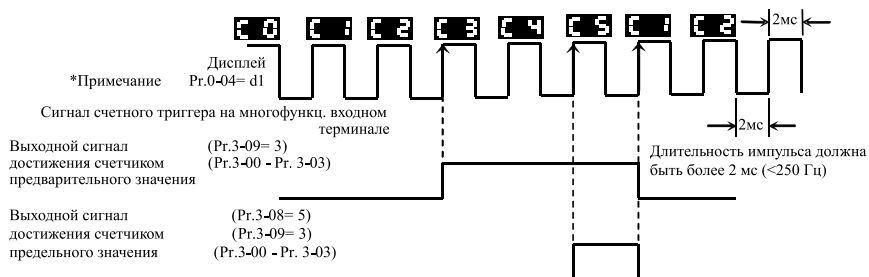 C 0 C 1 C 2 C 3 C 4 C 5 C 1 C 2 2мс
Дисплей
*Примечание Pr.0-04= d1
Сигнал счетного триггера на многофункц. входном
терминале
2мс
Выходной сигнал (Pr.3-09= 3)
достижения счетчиком (Pr.3-00 - Pr. 3-03)
предварительного значения
Длительность импульса должна
быть более 2 мс (<250 Гц)
Выходной сигнал (Pr.3-08= 5)
достижения счетчиком (Pr.3-09= 3)
предельного значения (Pr.3-00 - Pr. 3-03)